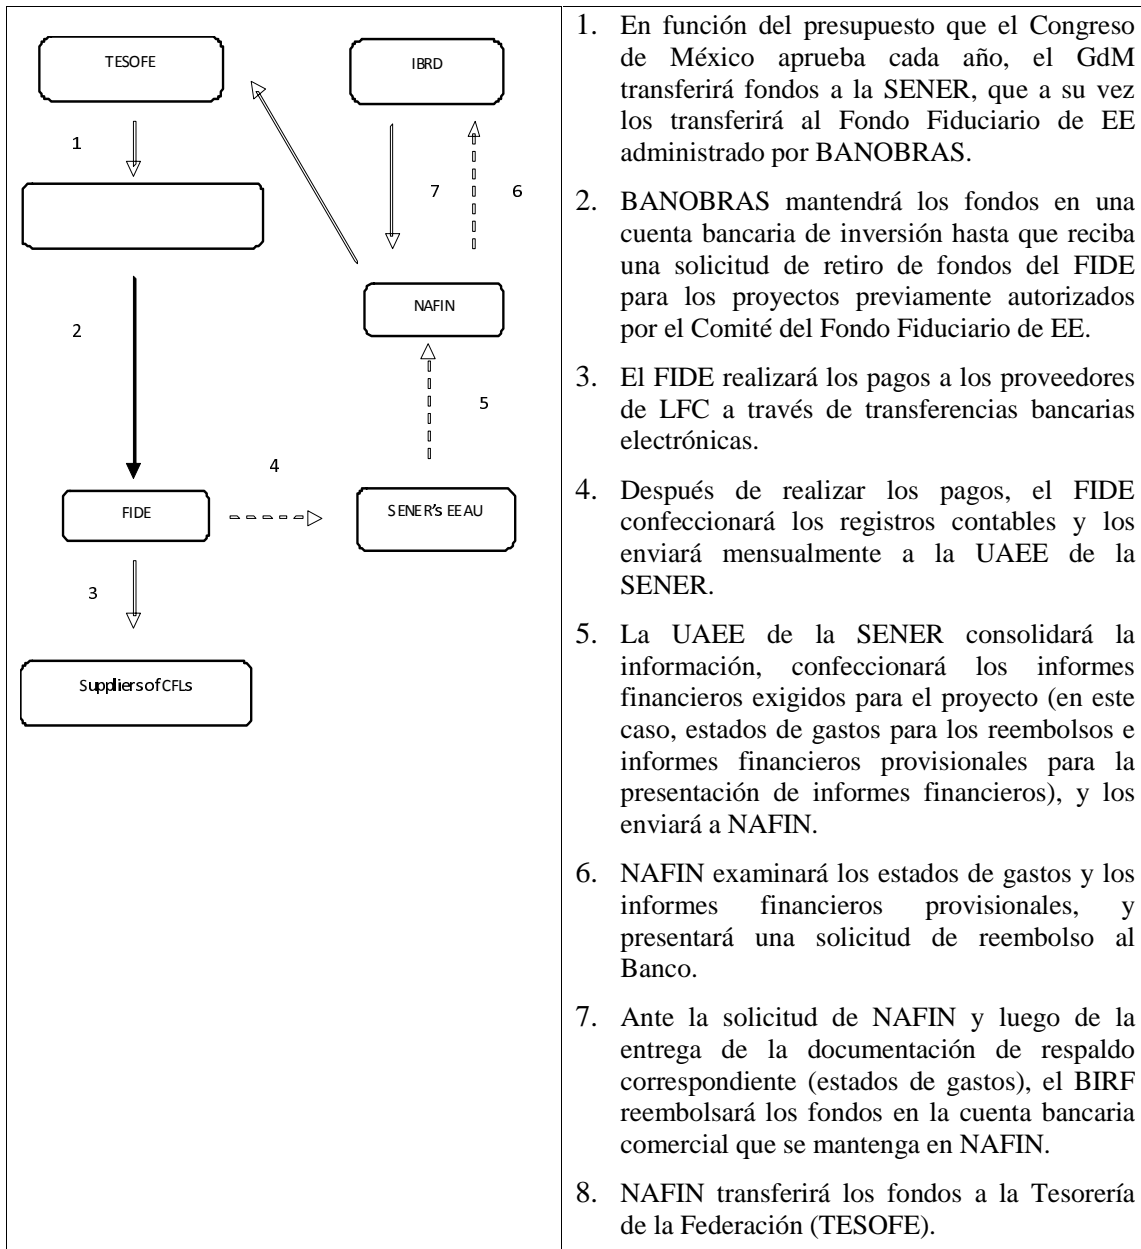 TESOFE
IBRD
1
7
6
2
NAFIN
5
4
FIDE
SENER's EEAU
3
Suppliers of CFLs
1. En función del presupuesto que el Congreso
de México aprueba cada año, el GdM
transferirá fondos a la SENER, que a su vez
los transferirá al Fondo Fiduciario de EE
administrado por BANOBRAS.
2. BANOBRAS mantendrá los fondos en una
cuenta bancaria de inversión hasta que reciba
una solicitud de retiro de fondos del FIDE
para los proyectos previamente autorizados
por el Comité del Fondo Fiduciario de EE.
3. El FIDE realizará los pagos a los proveedores
de LFC a través de transferencias bancarias
electrónicas.
4. Después de realizar los pagos, el FIDE
confeccionará los registros contables y los
enviará mensualmente a la UAEE de la
SENER.
5. La UAEE de la SENER consolidará la
información, confeccionará los informes
financieros exigidos para el proyecto (en este
caso, estados de gastos para los reembolsos e
informes financieros provisionales para la
presentación de informes financieros), y los
enviará a NAFIN.
6. NAFIN examinará los estados de gastos y los
informes financieros provisionales, y
presentará una solicitud de reembolso al
Banco.
7. Ante la solicitud de NAFIN y luego de la
entrega de la documentación de respaldo
correspondiente (estados de gastos), el BIRF
reembolsará los fondos en la cuenta bancaria
comercial que se mantenga en NAFIN.
8. NAFIN transferirá los fondos a la Tesorería
de la Federación (TESOFE).